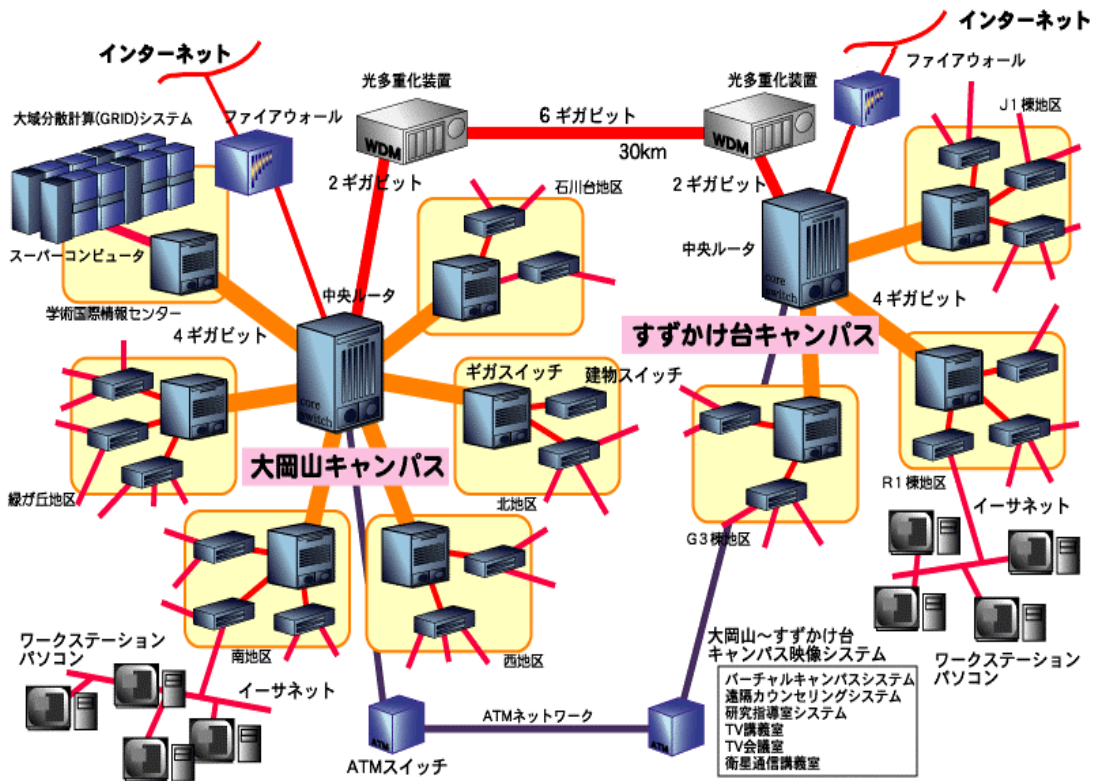 インターネット
インターネット
大域分散計算(GRID)システム
ファイアウォール
光多重化装置
WDM
6 ギガビット
30km
光多重化装置
WDM
ファイアウォール
J1棟地区
2 ギガビット
2 ギガビット
石川台地区
スーパーコンピュータ
学術国際情報センター
中央ルータ
core
switch
中央ルータ
core
switch
4 ギガビット
4 ギガビット
すずかけ台キャンパス
ギガスイッチ
建物スイッチ
大岡山キャンパス
緑が丘地区
北地区
G3棟地区
R1棟地区
イーサネット
南地区
西地区
ワークステーション
パソコン
イーサネット
ワークステーション
パソコン
大岡山~すずかけ台
キャンパス映像システム
バーチャルキャンパスシステム
遠隔カウンセリングシステム
研究指導室システム
TV講義室
TV会議室
衛星通信講義室
ATMネットワーク
ATM
ATM
ATMスイッチ